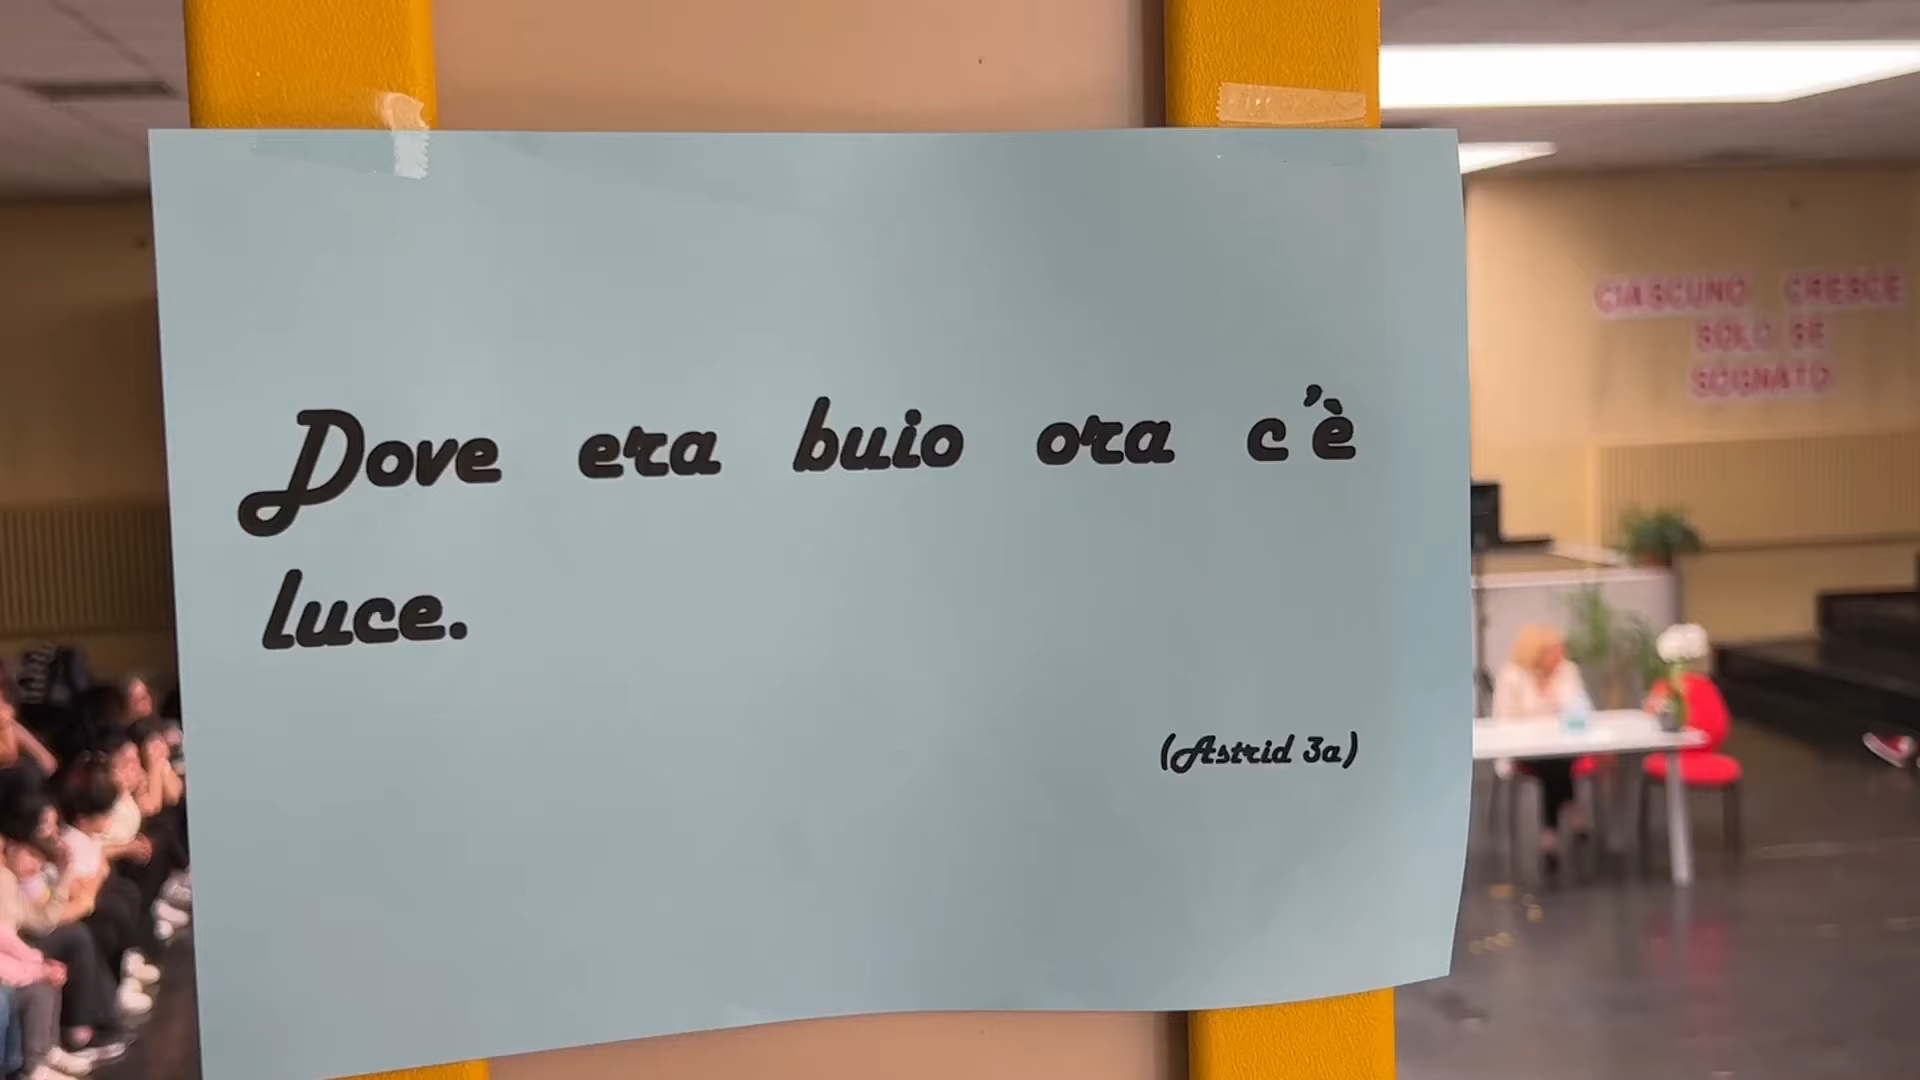 Dove era buio ora c'è
luce.
(Astrid 3a)
CIASCUNO CRESCE
SOLO SE
SOGNATO